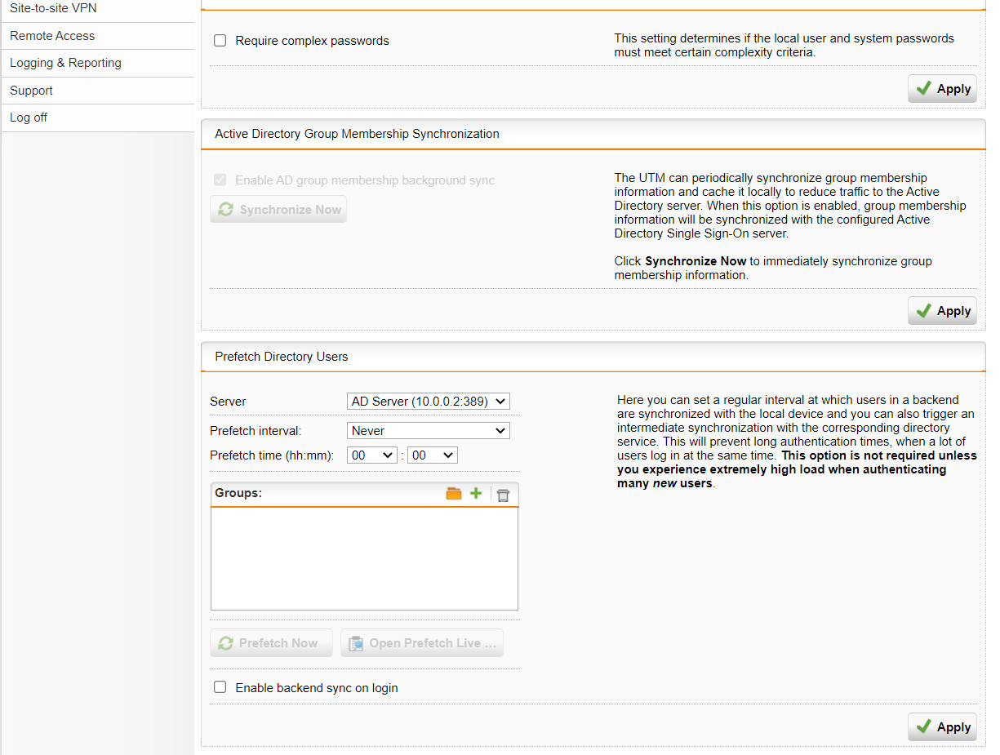 Site-to-site VPN
Remote Access
Logging & Reporting
Support
Log off
Require complex passwords
This setting determines if the local user and system passwords
must meet certain complexity criteria.
Apply
Active Directory Group Membership Synchronization
Enable AD group membership background sync
Synchronize Now
The UTM can periodically synchronize group membership
information and cache it locally to reduce traffic to the Active
Directory server. When this option is enabled, group membership
information will be synchronized with the configured Active
Directory Single Sign-On server.
Click Synchronize Now to immediately synchronize group
membership information.
Apply
Prefetch Directory Users
Server
AD Server (10.0.0.2:389)
Prefetch interval:
Never
Prefetch time (hh:mm):
00 : 00
Groups:
Prefetch Now
Open Prefetch Live ...
Enable backend sync on login
Here you can set a regular interval at which users in a backend
are synchronized with the local device and you can also trigger an
intermediate synchronization with the corresponding directory
service. This will prevent long authentication times, when a lot of
users log in at the same time. This option is not required unless
you experience extremely high load when authenticating
many new users.
Apply